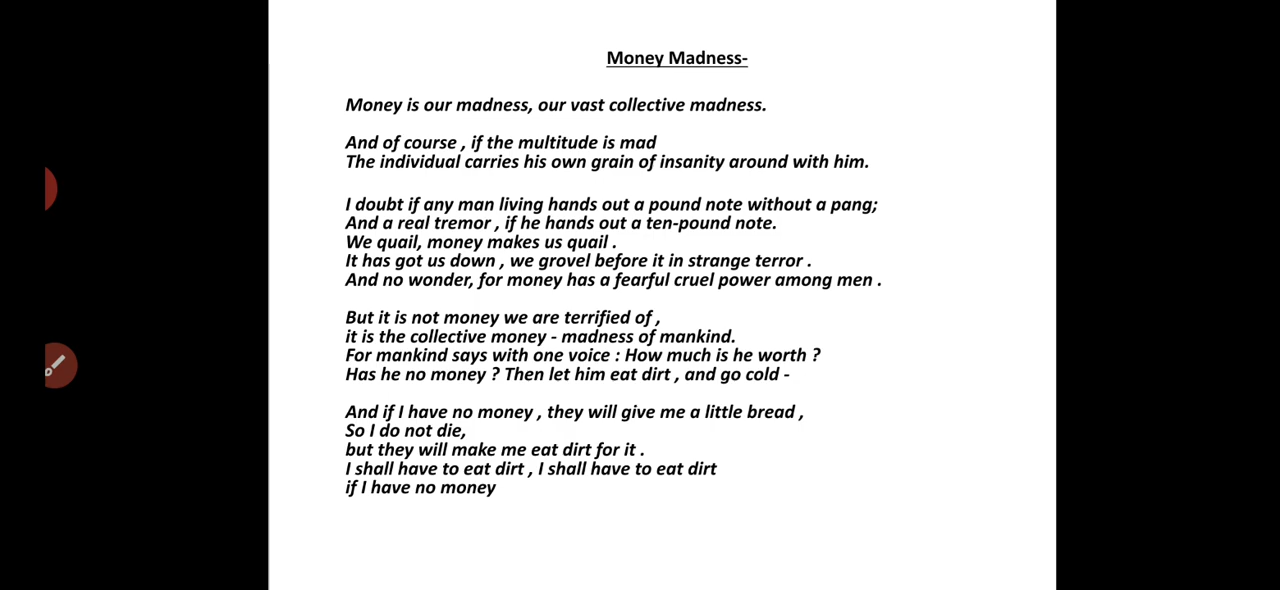 Money Madness-
Money is our madness, our vast collective madness.
And of course , if the multitude is mad
The individual carries his own grain of insanity around with him.
I doubt if any man living hands out a pound note without a pang;
And a real tremor , if he hands out a ten-pound note.
We quail, money makes us quail .
It has got us down , we grovel before it in strange terror .
And no wonder, for money has a fearful cruel power among men .
But it is not money we are terrified of ,
it is the collective money - madness of mankind.
For mankind says with one voice : How much is he worth ?
Has he no money ? Then let him eat dirt , and go cold -
And if I have no money , they will give me a little bread ,
So I do not die,
but they will make me eat dirt for it .
I shall have to eat dirt , I shall have to eat dirt
if I have no money